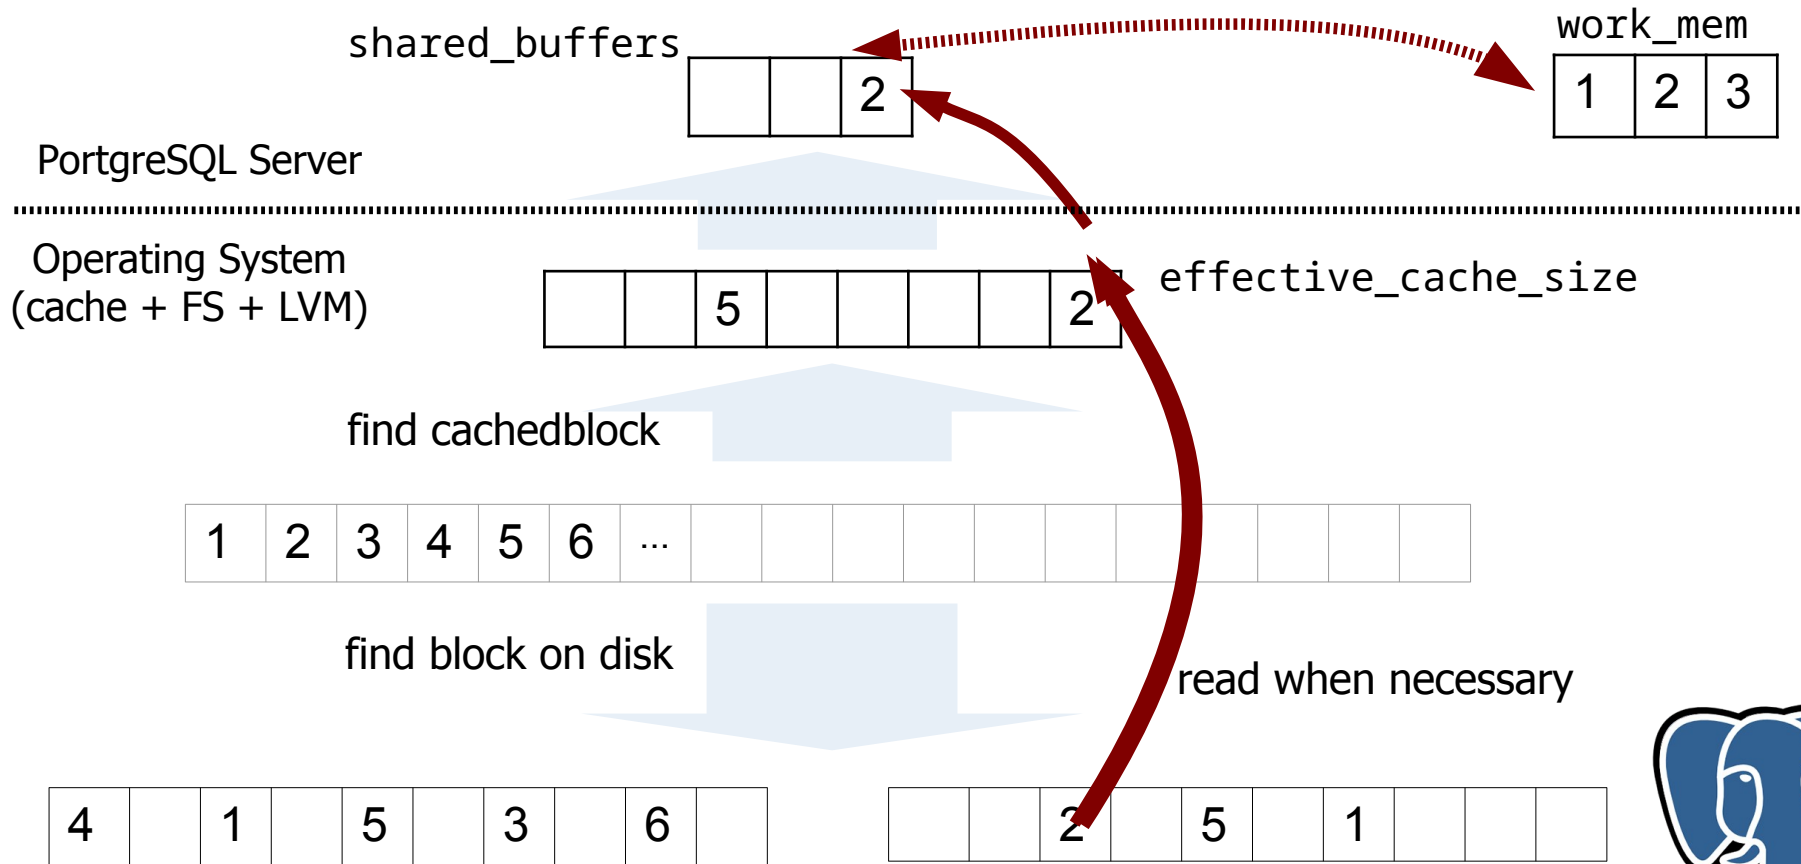 shared_buffers
work_mem
2
1 2 3
PortgreSQL Server
Operating System
(cache + FS + LVM)
effective_cache_size
5 2
find cachedblock
1 2 3 4 5 6 ...
find block on disk
read when necessary
4 1 5 3 6
2 5 1